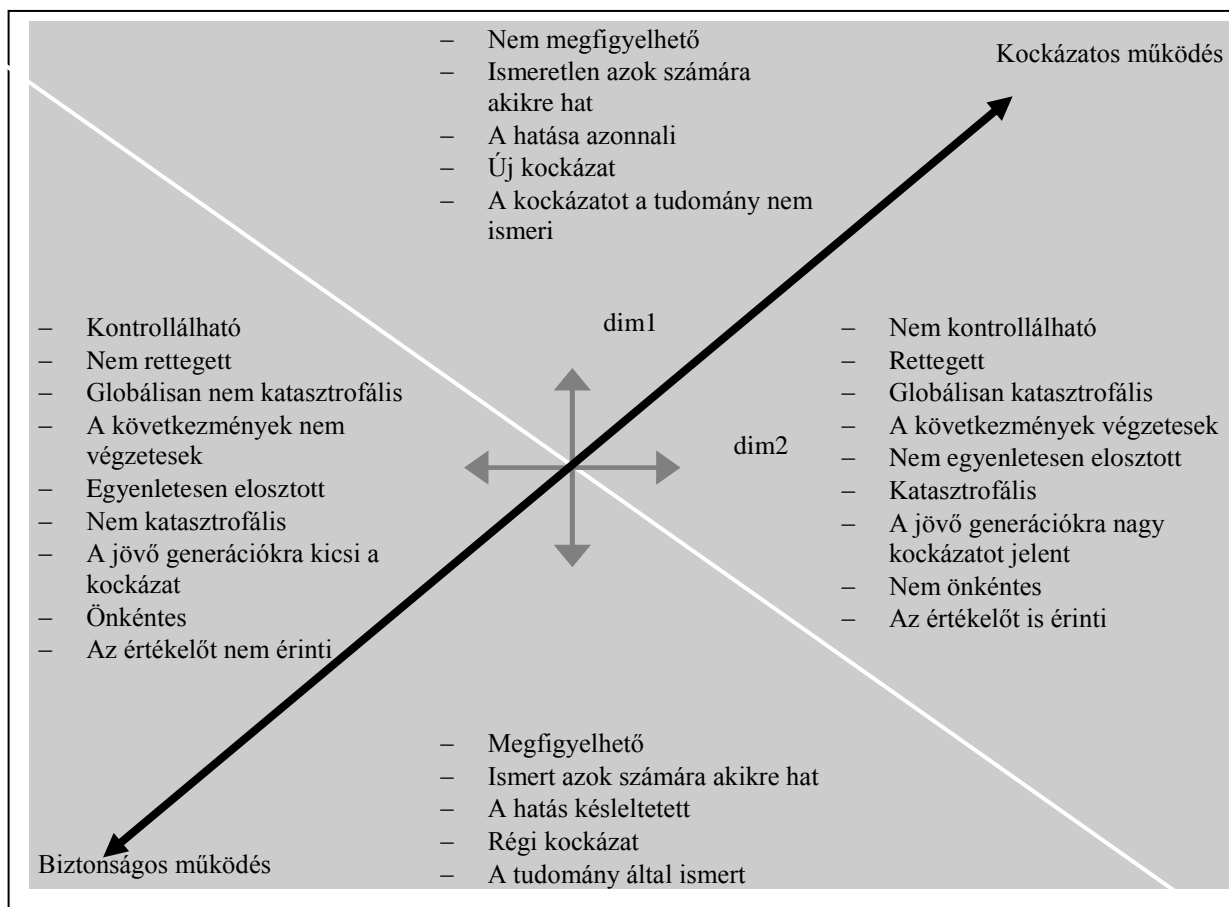 – Nem megfigyelhető
– Ismeretlen azok számára
akikre hat
– A hatása azonnali
– Új kockázat
– A kockázatot a tudomány nem
ismeri
Kockázatos működés
dim1
dim2
– Kontrollálható
– Nem rettegett
– Globálisan nem katasztrofális
– A következmények nem
végzetesek
– Egyenletesen elosztott
– Nem katasztrofális
– A jövő generációkra kicsi a
kockázat
– Önkéntes
– Az értékelőt nem érinti
– Nem kontrollálható
– Rettegett
– Globálisan katasztrofális
– A következmények végzetesek
– Nem egyenletesen elosztott
– Katasztrofális
– A jövő generációkra nagy
kockázatot jelent
– Nem önkéntes
– Az értékelőt is érinti
– Megfigyelhető
– Ismert azok számára akikre hat
– A hatás késleltetett
– Régi kockázat
– A tudomány által ismert
Biztonságos működés